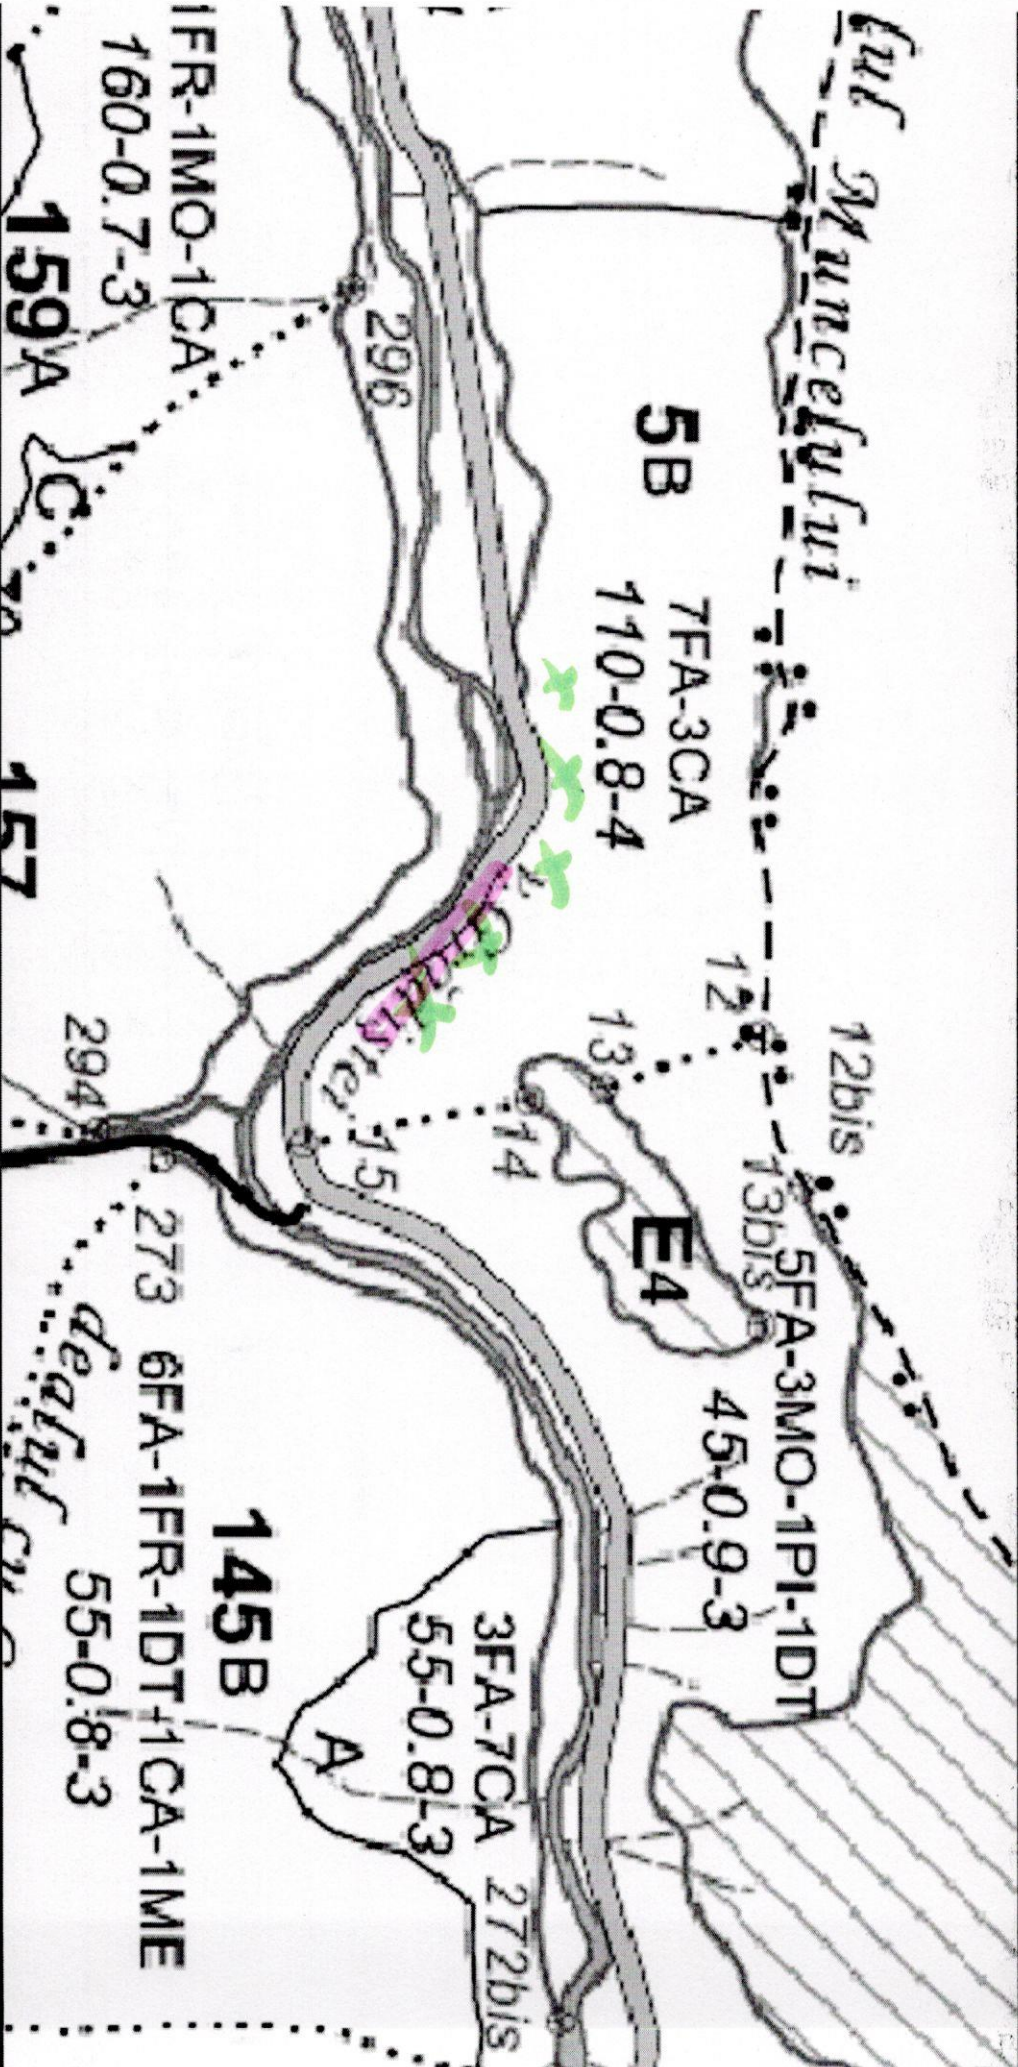 ful Muncelului
5B
7FA-3CA
110-0.8-4
12
12bis
13
13bis
14
15
E4
5FA-3MO-1PI-1DT
45-0.9-3
1FR-1MO-1CA
160-0.7-3
159A
296
C
157
294
273
6FA-1FR-1DT-1CA-1ME
55-0.8-3
dealul
145B
A
3FA-7CA
55-0.8-3
272bis